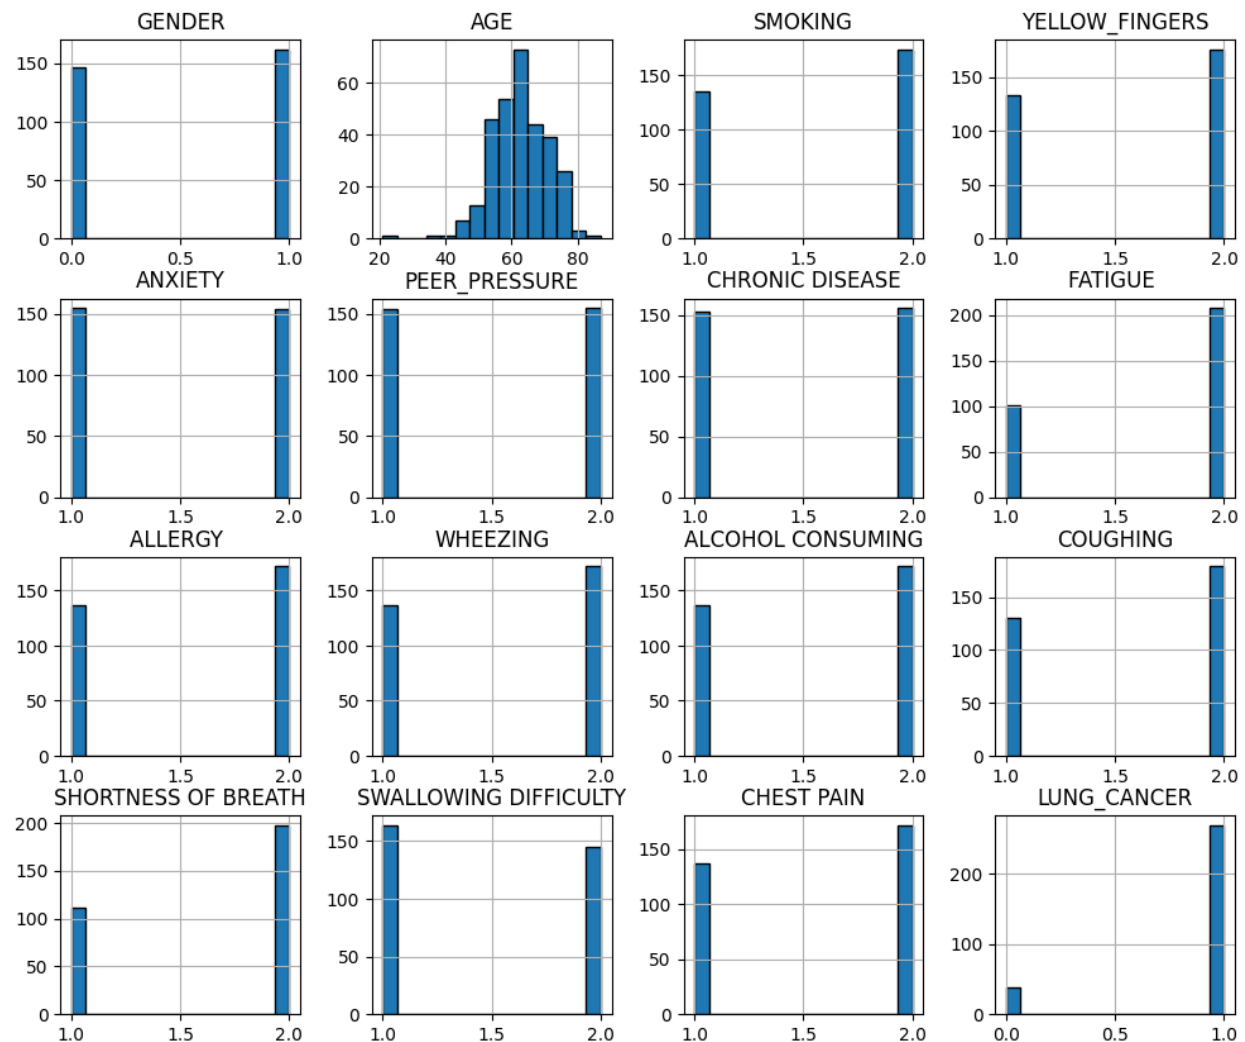 GENDER
AGE
SMOKING
YELLOW_FINGERS
150
100
50
0
0.0 0.5 1.0
60
40
20
0
20 40 60 80
150
100
50
0
1.0 1.5 2.0
150
100
50
0
1.0 1.5 2.0
ANXIETY
PEER_PRESSURE
CHRONIC DISEASE
FATIGUE
150
100
50
0
1.0 1.5 2.0
150
100
50
0
1.0 1.5 2.0
150
100
50
0
1.0 1.5 2.0
200
150
100
50
0
1.0 1.5 2.0
ALLERGY
WHEEZING
ALCOHOL CONSUMING
COUGHING
150
100
50
0
1.0 1.5 2.0
150
100
50
0
1.0 1.5 2.0
150
100
50
0
1.0 1.5 2.0
150
100
50
0
1.0 1.5 2.0
SHORTNESS OF BREATH
SWALLOWING DIFFICULTY
CHEST PAIN
LUNG_CANCER
200
150
100
50
0
1.0 1.5 2.0
150
100
50
0
1.0 1.5 2.0
150
100
50
0
1.0 1.5 2.0
200
100
0
0.0 0.5 1.0